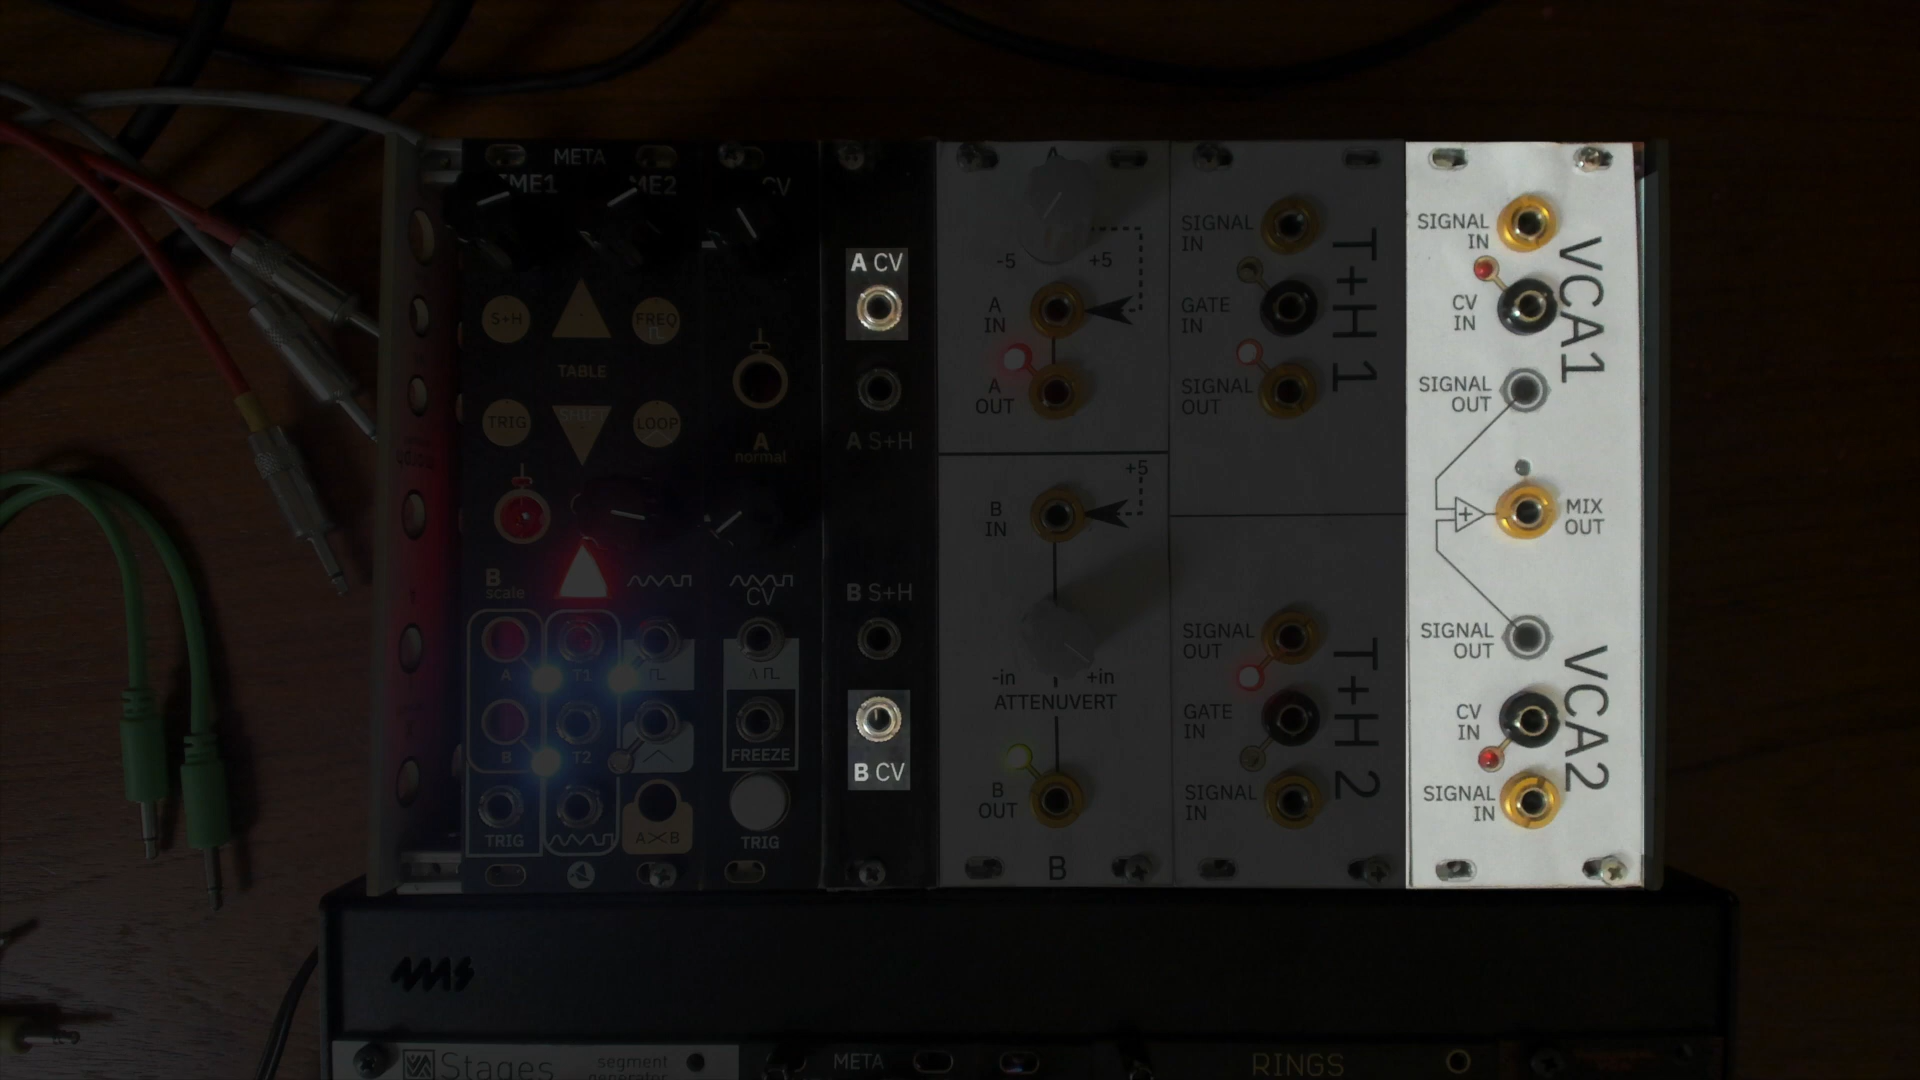 META
ME2
CV
S+H
FREQ
TABLE
TRIG
SHIFT
LOOP
A
normal
B
scale
CV
A
T1
A
B
T2
FREEZE
TRIG
A
B
TRIG
A CV
A S+H
B S+H
B CV
A
-5
+5
A
IN
A
OUT
+5
B
IN
-in
+in
ATTENUVERT
B
OUT
B
SIGNAL
IN
GATE
IN
SIGNAL
OUT
T+H 1
SIGNAL
OUT
GATE
IN
SIGNAL
IN
T+H 2
SIGNAL
IN
CV
IN
SIGNAL
OUT
VCA1
MIX
OUT
SIGNAL
OUT
CV
IN
SIGNAL
IN
VCA2
Stages
segment
generator
META
RINGS